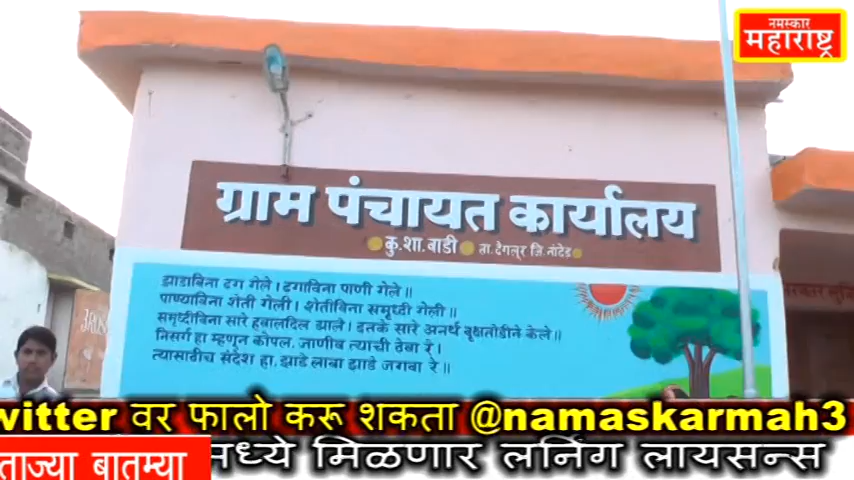 नमस्कार
महाराष्ट्र
ग्राम पंचायत कार्यालय
कु.शा.वाडी ता.देगलूर जि.नांदेड
झाडाविना ढग गेले । ढगाविना पाणी गेले ॥
पाण्याविना शेती गेली । शेतीविना समृध्दी गेली ॥
समृध्दीविना सारे हवालदिल झाले । इतके सारे अनर्थ वृक्षतोडीने केले ॥
निसर्ग हा म्हणून कोपल. जाणीव त्याची ठेवा रे ।
त्यासाठीच संदेश हा, झाडे लावा झाडे जगवा रे ॥
witter वर फालो करू शकता @namaskarmah3
मध्ये मिळणार लर्निंग लायसन्स
ताज्या बातम्या